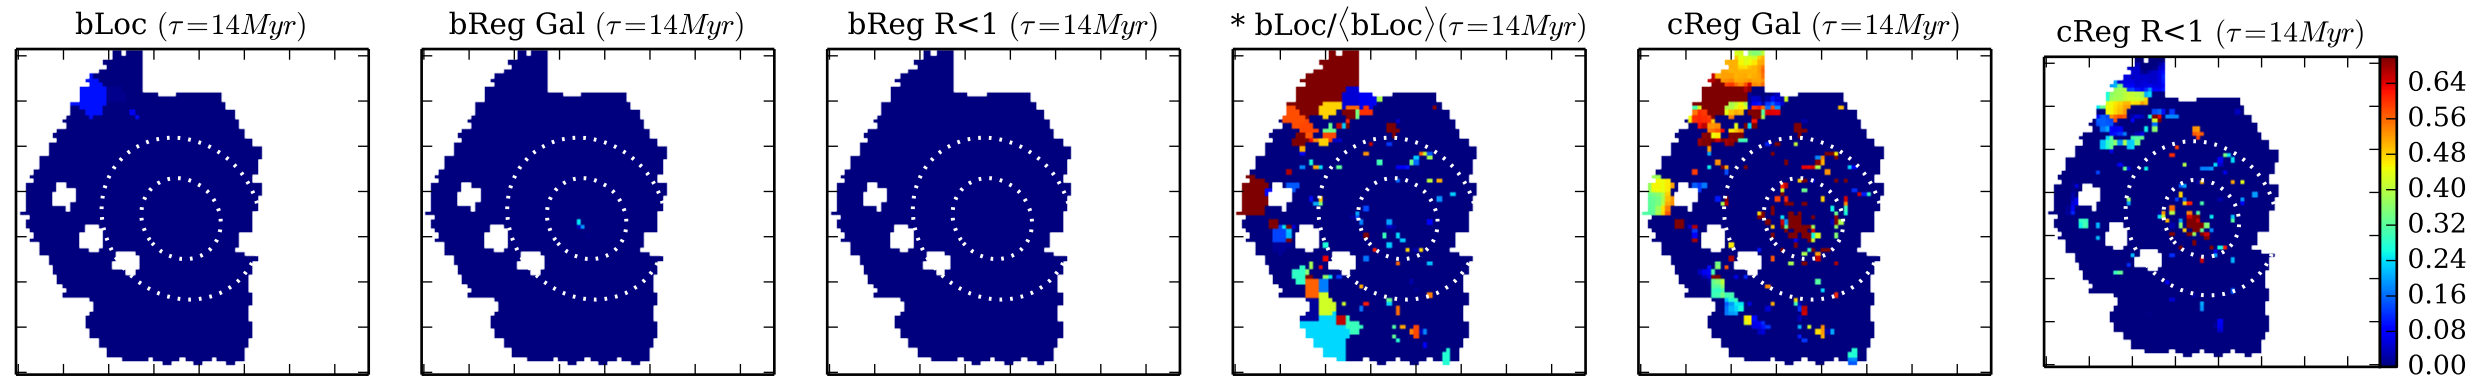 bLoc (τ=14Myr)
bReg Gal (τ=14Myr)
bReg R<1 (τ=14Myr)
* bLoc/⟨bLoc⟩(τ=14Myr)
cReg Gal (τ=14Myr)
cReg R<1 (τ=14Myr)
0.64
0.56
0.48
0.40
0.32
0.24
0.16
0.08
0.00